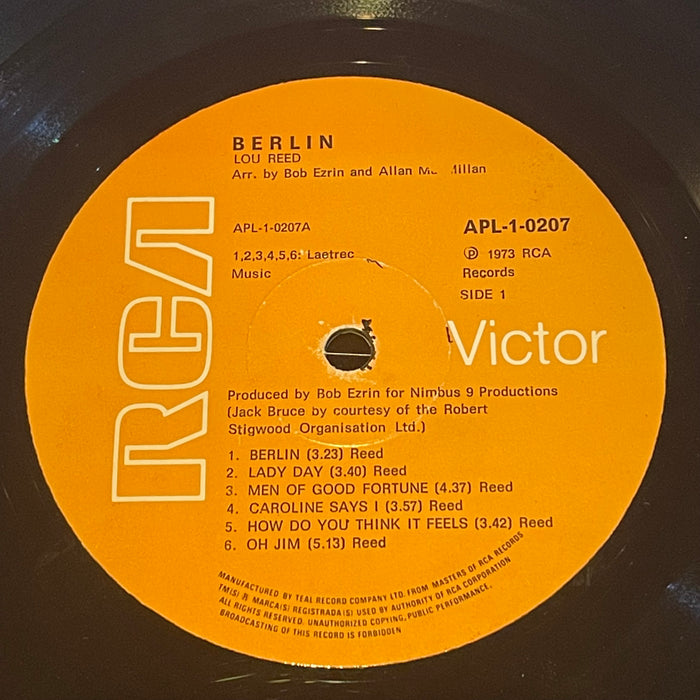 BERLIN
LOU REED
Arr. by Bob Ezrin and Allan
APL-1-0207A
APL-1-0207
1,2,3,4,5,6: Laetrec
Music
℗ 1973 RCA
Records
SIDE 1
RCA
Victor
Produced by Bob Ezrin for Nimbus 9 Productions
(Jack Bruce by courtesy of the Robert
Stigwood Organisation Ltd.)
1. BERLIN (3.23) Reed
2. LADY DAY (3.40) Reed
3. MEN OF GOOD FORTUNE (4.37) Reed
4. CAROLINE SAYS I (3.57) Reed
5. HOW DO YOU THINK IT FEELS (3.42) Reed
6. OH JIM (5.13) Reed
MANUFACTURED BY TEAL RECORD COMPANY LTD. FROM MASTERS OF RCA RECORDS
TM(S) ® MARCA(S) REGISTRADA(S) USED BY AUTHORITY OF RCA CORPORATION
ALL RIGHTS RESERVED. UNAUTHORIZED COPYING, PUBLIC PERFORMANCE,
BROADCASTING OF THIS RECORD IS FORBIDDEN